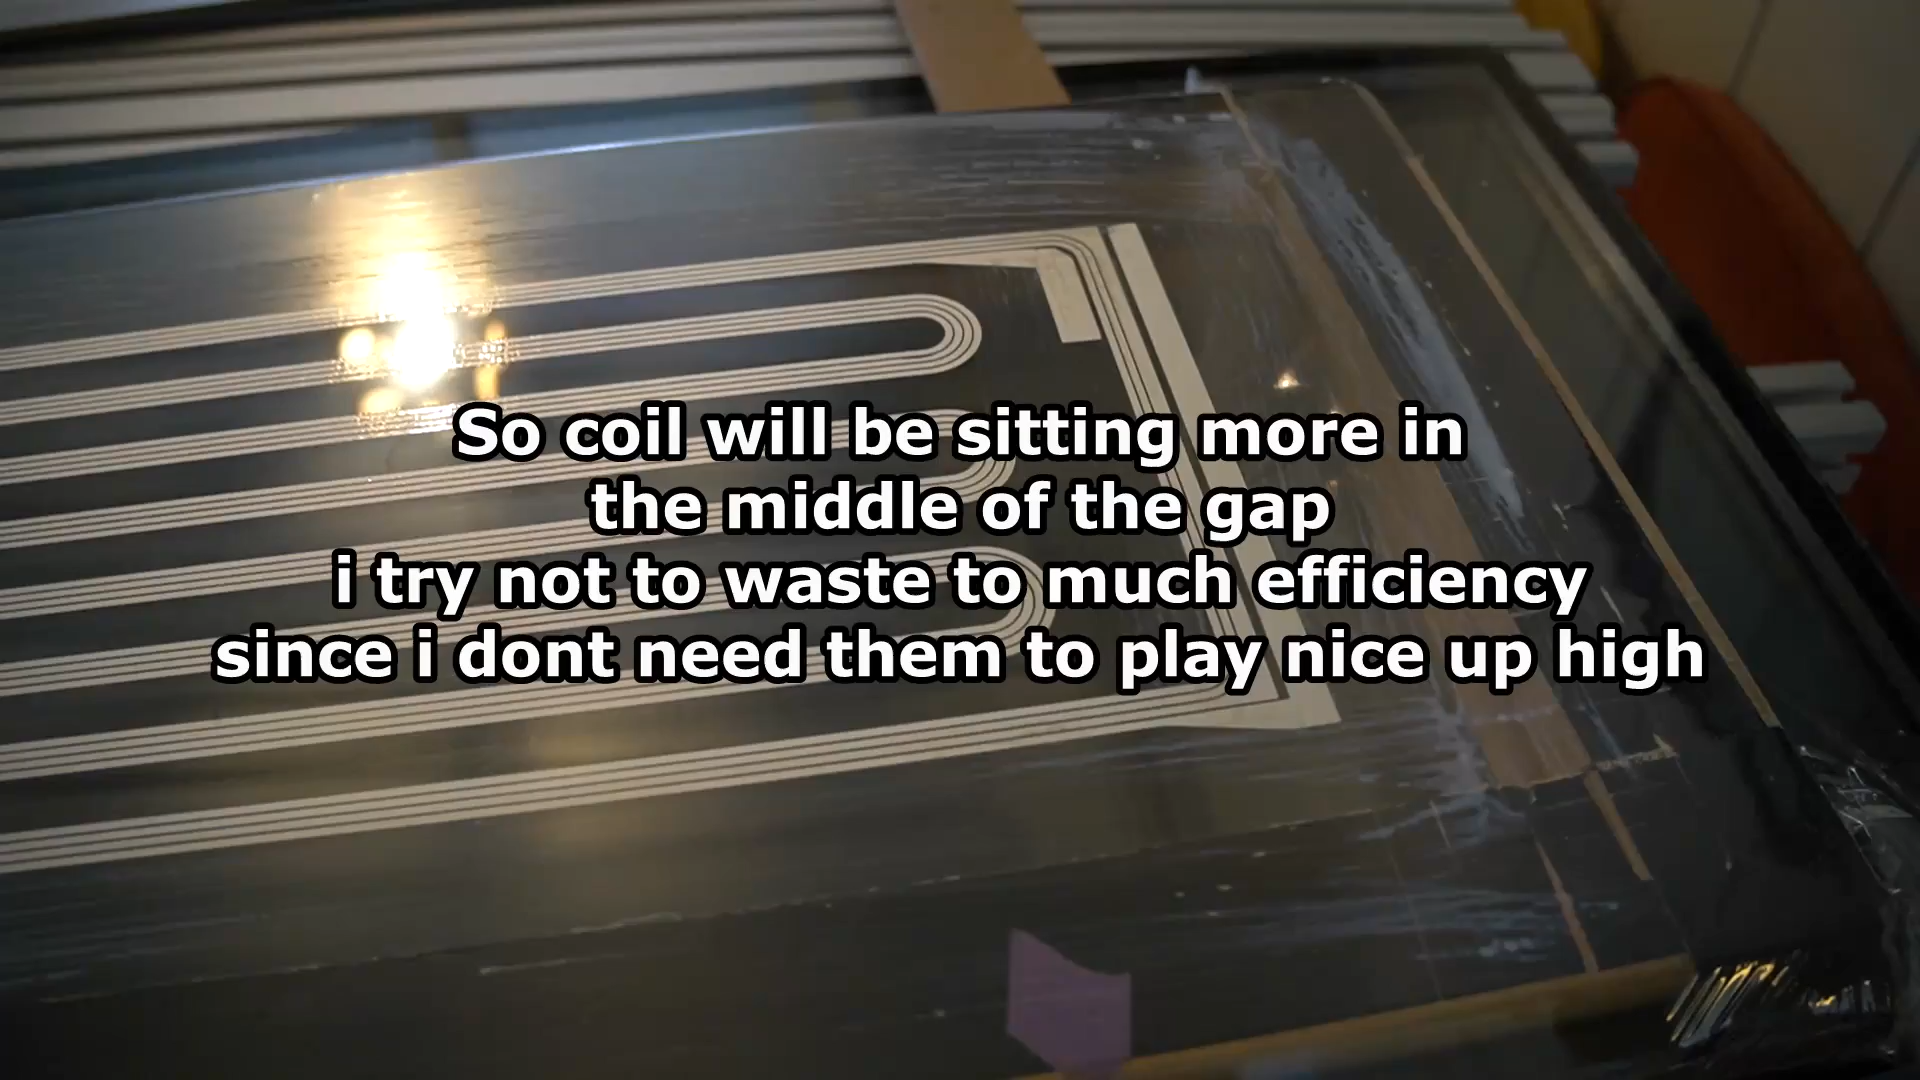 So coil will be sitting more in
the middle of the gap
i try not to waste to much efficiency
since i dont need them to play nice up high